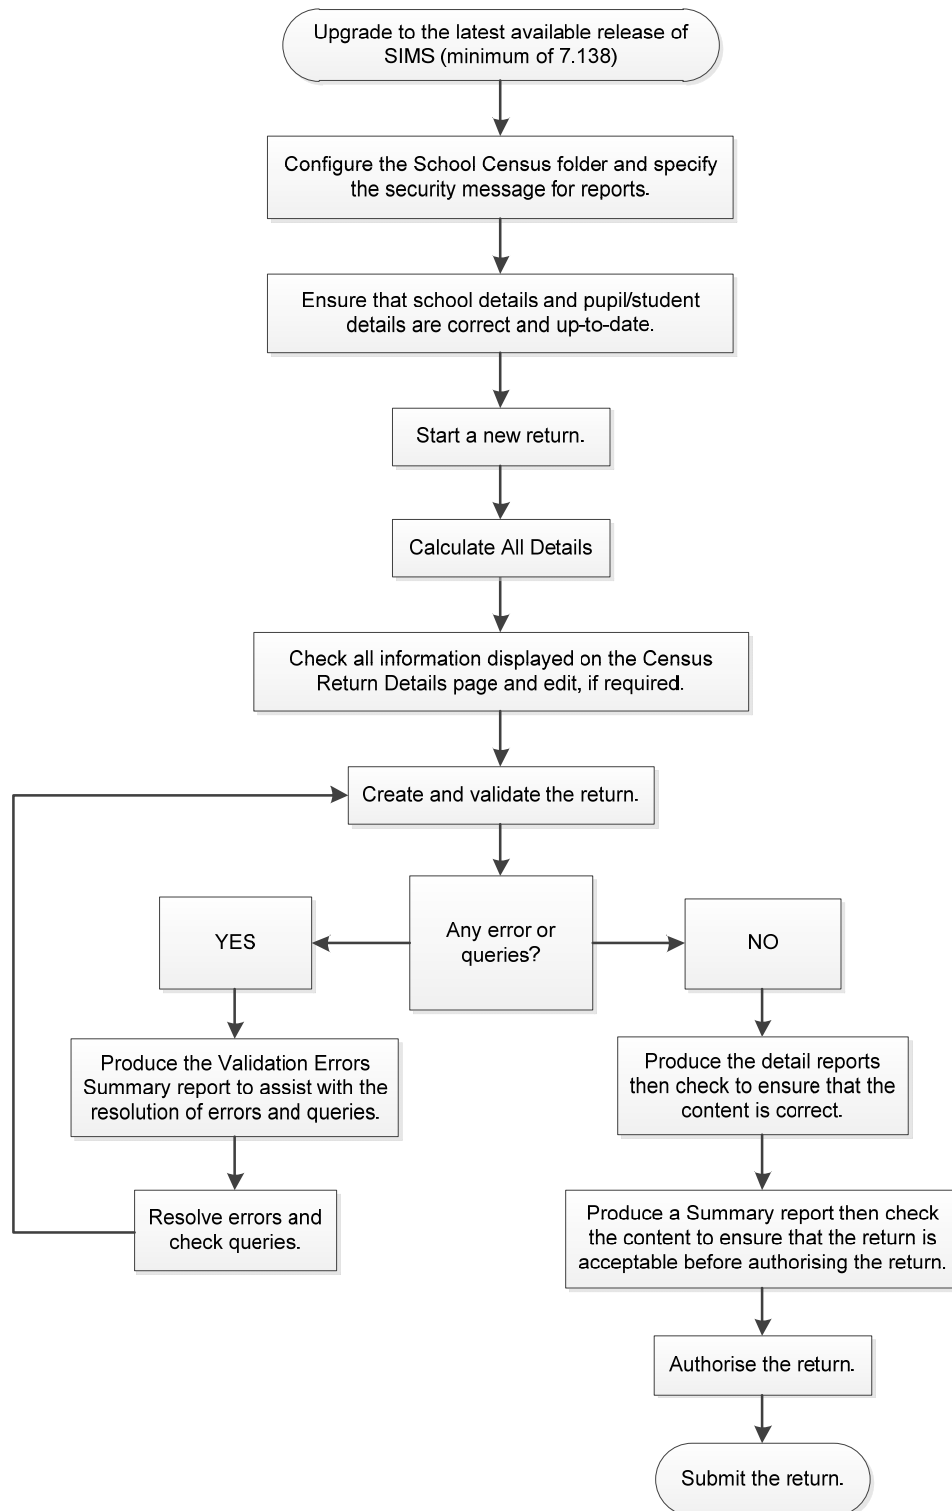 Upgrade to the latest available release of
SIMS (minimum of 7.138)
Configure the School Census folder and specify
the security message for reports.
Ensure that school details and pupil/student
details are correct and up-to-date.
Start a new return.
Calculate All Details
Check all information displayed on the Census
Return Details page and edit, if required.
Create and validate the return.
Any error or
queries?
YES
NO
Produce the Validation Errors
Summary report to assist with the
resolution of errors and queries.
Resolve errors and
check queries.
Produce the detail reports
then check to ensure that the
content is correct.
Produce a Summary report then check
the content to ensure that the return is
acceptable before authorising the return.
Authorise the return.
Submit the return.